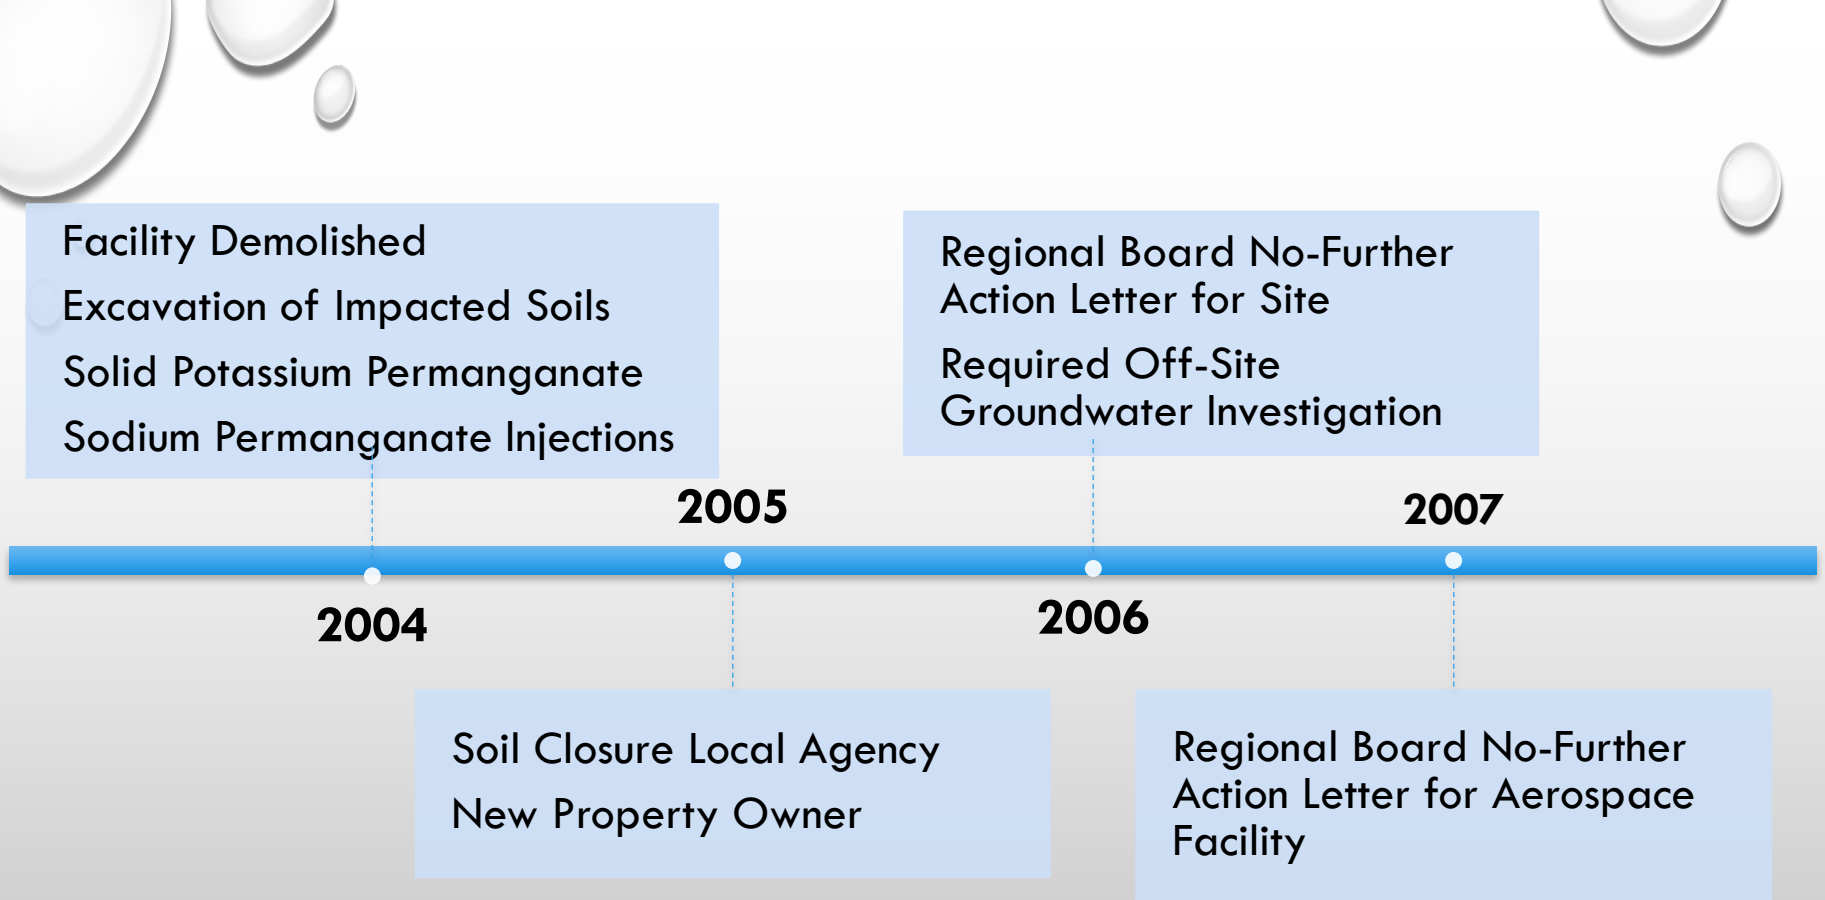 Facility Demolished
Excavation of Impacted Soils
Solid Potassium Permanganate
Sodium Permanganate Injections
2004
2005
Soil Closure Local Agency
New Property Owner
Regional Board No-Further
Action Letter for Site
Required Off-Site
Groundwater Investigation
2006
2007
Regional Board No-Further
Action Letter for Aerospace
Facility